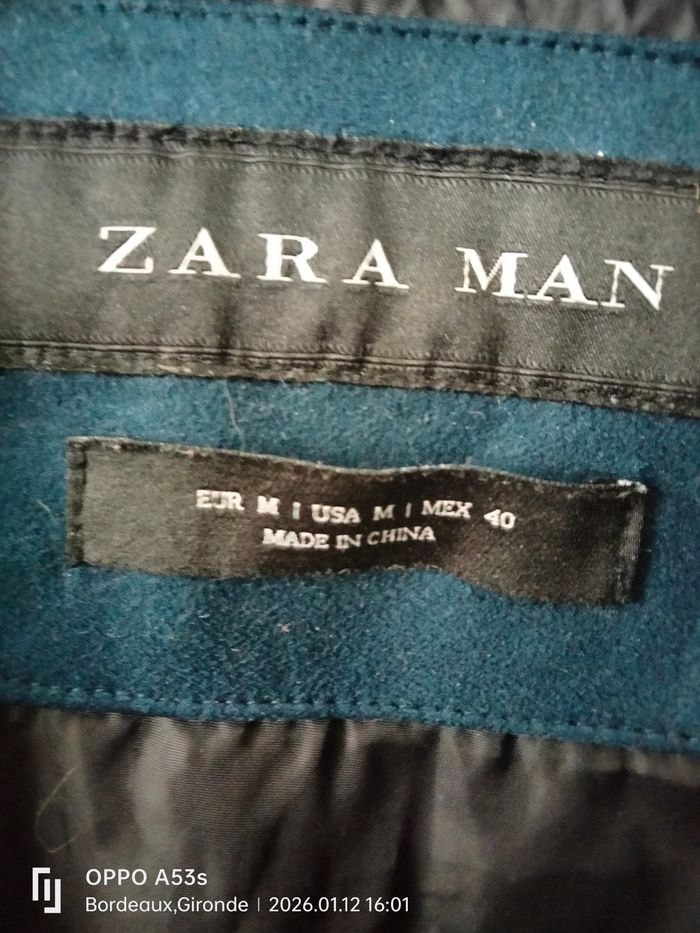 ZARA MAN
EUR M | USA M | MEX 40
MADE IN CHINA
OPPO A53s
Bordeaux,Gironde | 2026.01.12 16:01